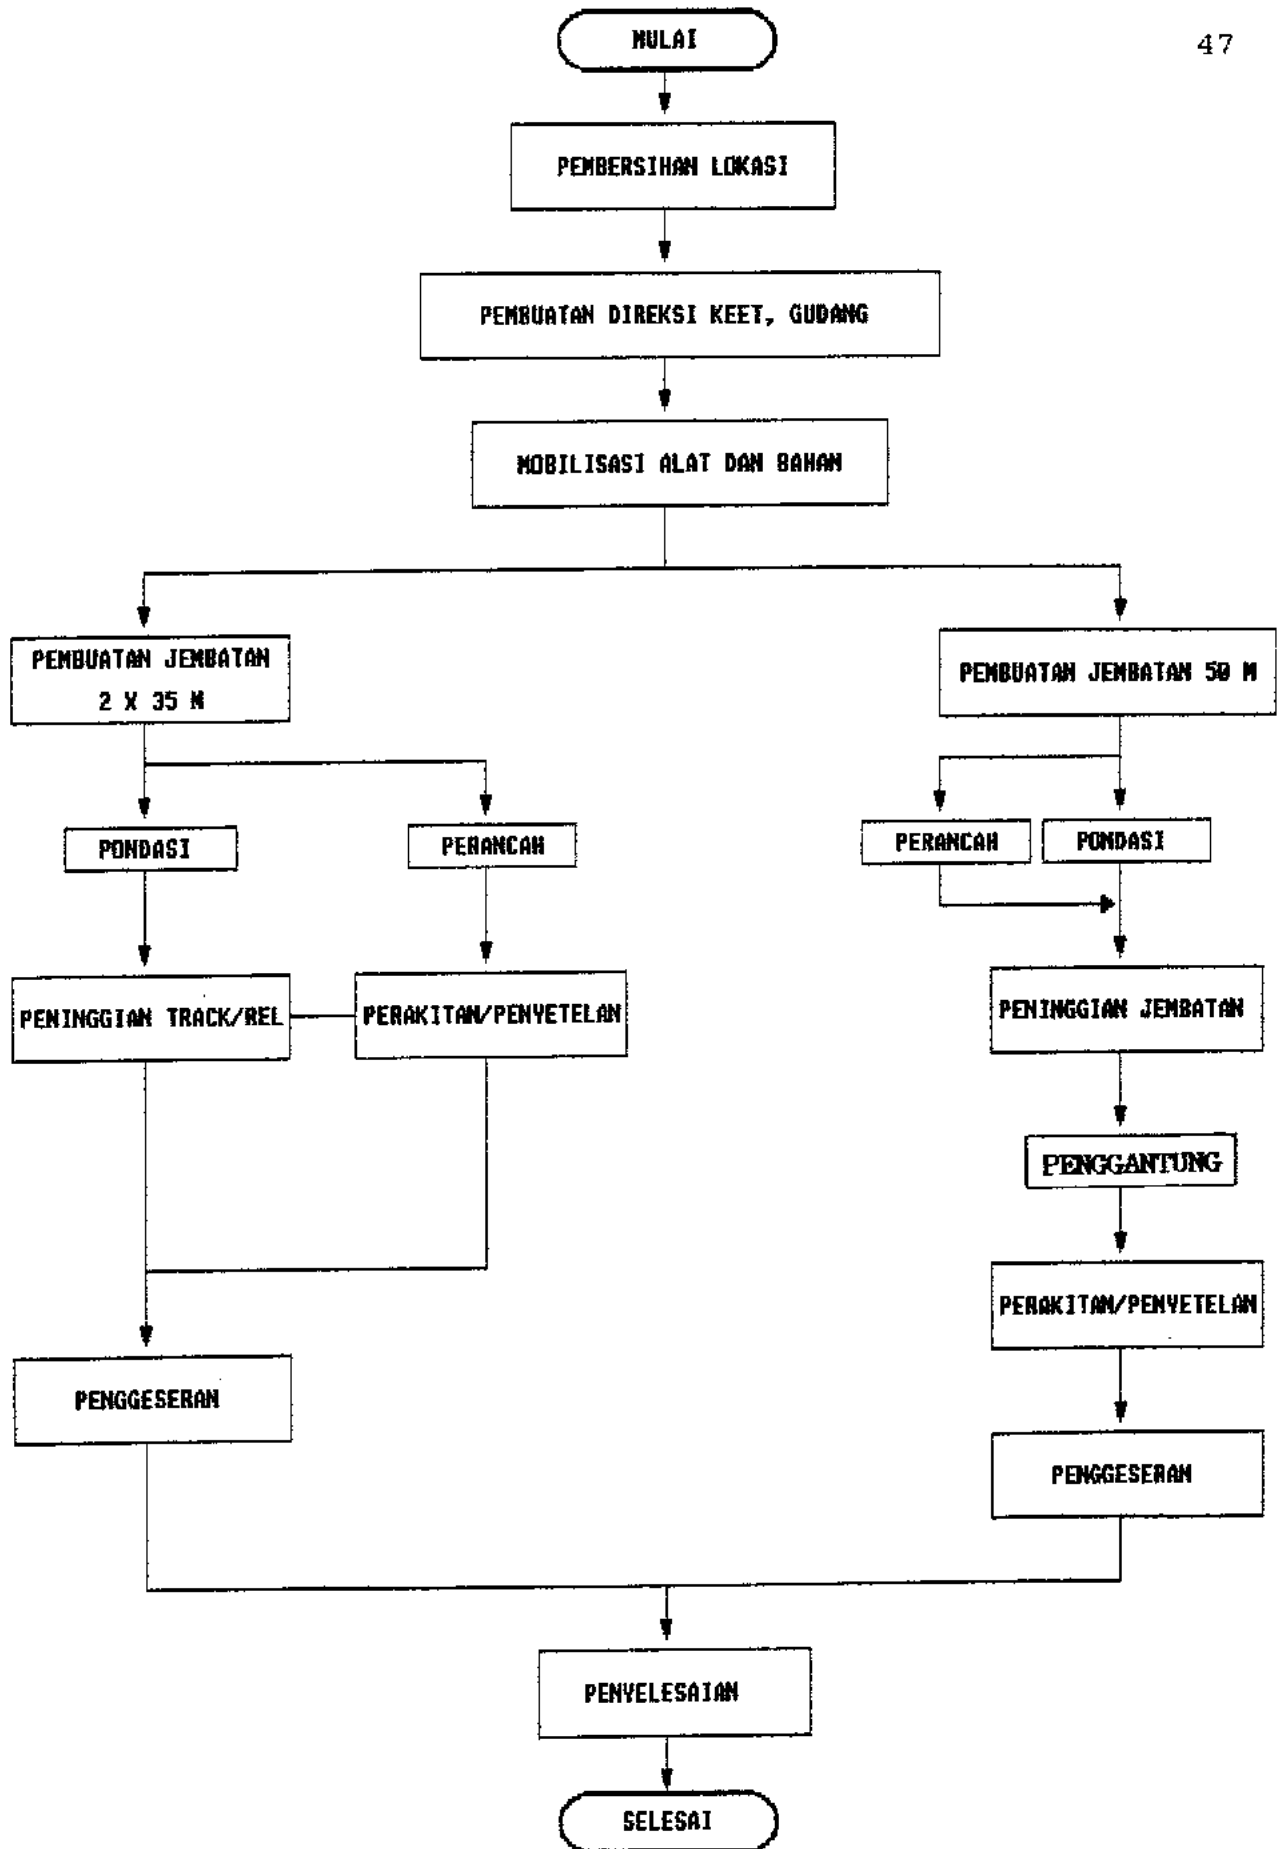 47
MULAI
PEMBERSIHAN LOKASI
PEMBUATAN DIREKSI KEET, GUDANG
MOBILISASI ALAT DAN BAHAN
PEMBUATAN JEMBATAN
2 X 35 M
PEMBUATAN JEMBATAN 50 M
PONDASI
PERANCAH
PERANCAH
PONDASI
PENINGGIAN TRACK/REL
PERAKITAN/PENYETELAN
PENINGGIAN JEMBATAN
PENGGANTUNG
PERAKITAN/PENYETELAN
PENGGESERAN
PENGGESERAN
PENYELESAIAN
SELESAI